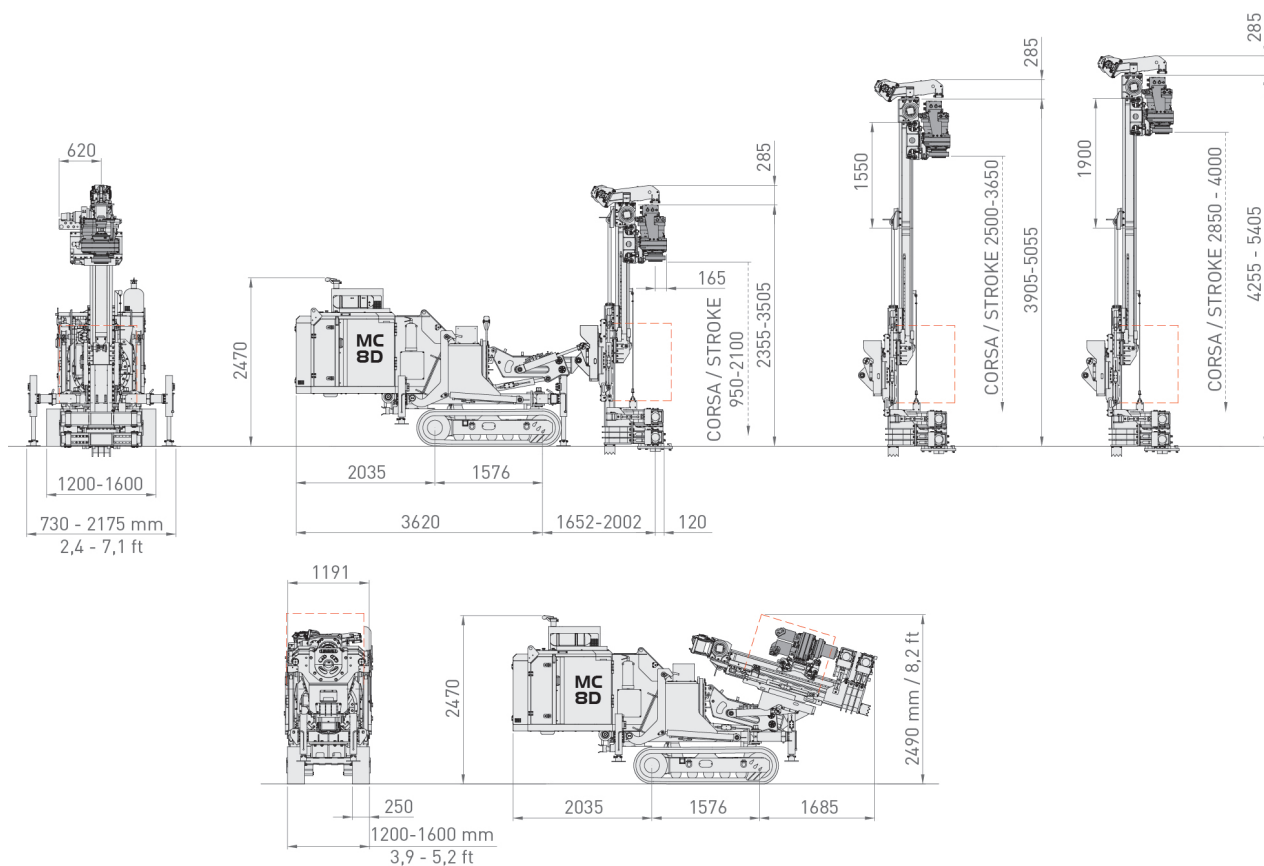 620
1200-1600
730 - 2175 mm
2,4 - 7,1 ft
2470
MC
8D
285
165
CORSA / STROKE
950-2100
2355-3505
2035
1576
3620
1652-2002
120
285
1550
CORSA / STROKE 2500-3650
3905-5055
285
1900
CORSA / STROKE 2850 - 4000
4255 - 5405
1191
250
1200-1600 mm
3,9 - 5,2 ft
2470
MC
8D
2490 mm / 8,2 ft
2035
1576
1685